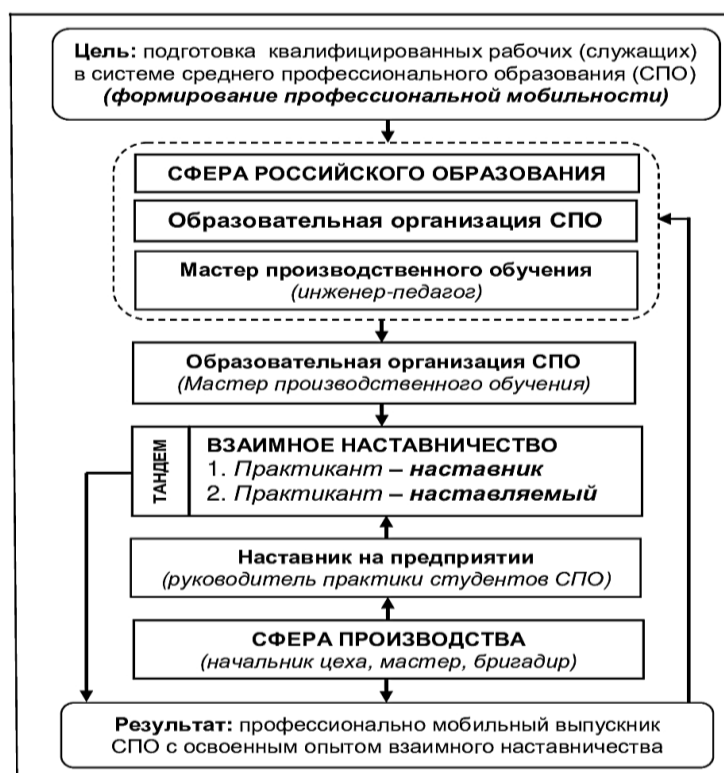 Цель: подготовка квалифицированных рабочих (служащих)
в системе среднего профессионального образования (СПО)
(формирование профессиональной мобильности)
СФЕРА РОССИЙСКОГО ОБРАЗОВАНИЯ
Образовательная организация СПО
Мастер производственного обучения
(инженер-педагог)
Образовательная организация СПО
(Мастер производственного обучения)
ТАНДЕМ
ВЗАИМНОЕ НАСТАВНИЧЕСТВО
1. Практикант – наставник
2. Практикант – наставляемый
Наставник на предприятии
(руководитель практики студентов СПО)
СФЕРА ПРОИЗВОДСТВА
(начальник цеха, мастер, бригадир)
Результат: профессионально мобильный выпускник
СПО с освоенным опытом взаимного наставничества